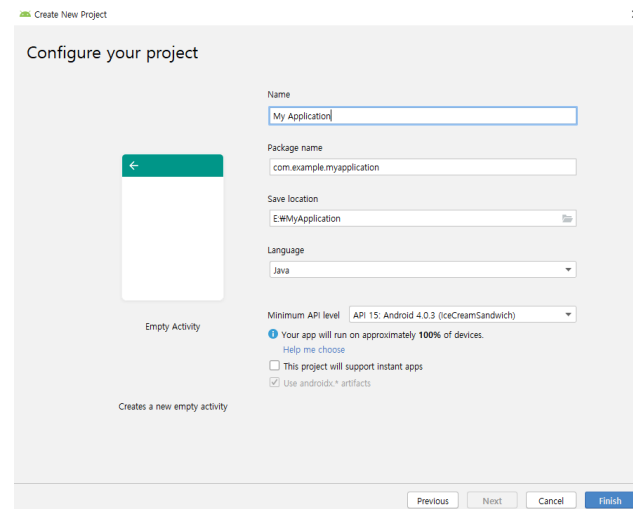 Create New Project
Configure your project
Name
My Application
Package name
com.example.myapplication
Save location
E:₩MyApplication
Language
Java
Minimum API level API 15: Android 4.0.3 (IceCreamSandwich)
Your app will run on approximately 100% of devices.
Help me choose
This project will support instant apps
Use androidx.* artifacts
Empty Activity
Creates a new empty activity
Previous Next Cancel Finish